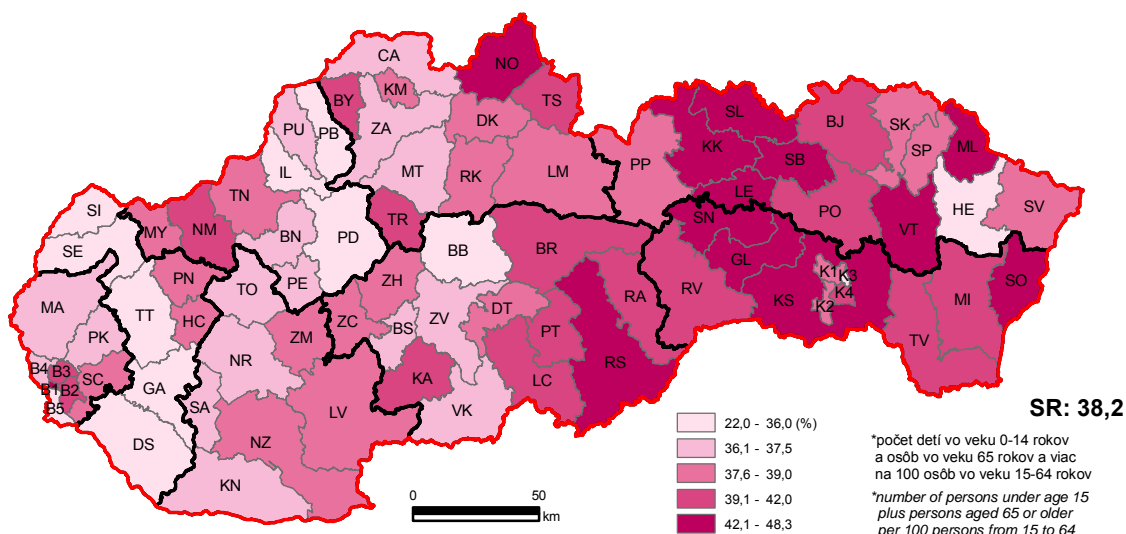 CA
NO
BY
KM
TS
PU
PB
ZA
DK
SL
BJ
SK
KK
SP
ML
IL
MT
RK
LM
PP
SB
TN
LE
HE
SV
SI
MY
NM
TR
PO
VT
SE
BN
PD
BB
BR
SN
PN
PE
ZH
GL
K1
K3
SO
MA
TT
TO
RV
KS
K4
MI
K2
PK
HC
ZM
ZC
BS
ZV
DT
RA
PT
TV
B4
B3
SC
NR
RS
B1
B2
GA
KA
LC
B5
SA
LV
VK
DS
NZ
KN
SR: 38,2
22,0 - 36,0 (%)
36,1 - 37,5
37,6 - 39,0
39,1 - 42,0
42,1 - 48,3
0
50
km
*počet detí vo veku 0-14 rokov
a osôb vo veku 65 rokov a viac
na 100 osôb vo veku 15-64 rokov
*number of persons under age 15
plus persons aged 65 or older
per 100 persons from 15 to 64